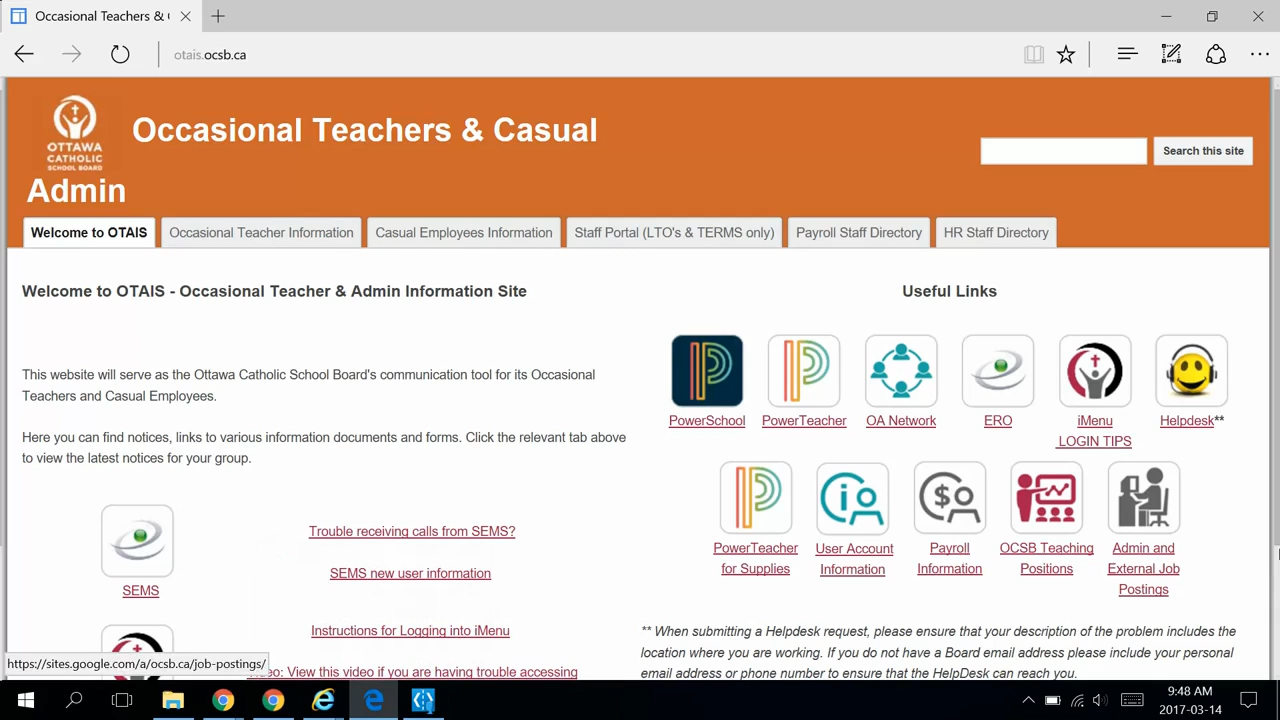 Occasional Teachers & (
otais.ocsb.ca
OTTAWA
CATHOLIC
SCHOOL BOARD
Occasional Teachers & Casual
Admin
Search this site
Welcome to OTAIS
Occasional Teacher Information
Casual Employees Information
Staff Portal (LTO's & TERMS only)
Payroll Staff Directory
HR Staff Directory
Welcome to OTAIS - Occasional Teacher & Admin Information Site
This website will serve as the Ottawa Catholic School Board's communication tool for its Occasional
Teachers and Casual Employees.
Here you can find notices, links to various information documents and forms. Click the relevant tab above
to view the latest notices for your group.
SEMS
Trouble receiving calls from SEMS?
SEMS new user information
Instructions for Logging into iMenu
Video: View this video if you are having trouble accessing
Useful Links
PowerSchool
PowerTeacher
OA Network
ERO
iMenu
LOGIN TIPS
Helpdesk**
PowerTeacher
for Supplies
User Account
Information
Payroll
Information
OCSB Teaching
Positions
Admin and
External Job
Postings
** When submitting a Helpdesk request, please ensure that your description of the problem includes the
location where you are working. If you do not have a Board email address please include your personal
email address or phone number to ensure that the HelpDesk can reach you.
https://sites.google.com/a/ocsb.ca/job-postings/
9:48 AM
2017-03-14